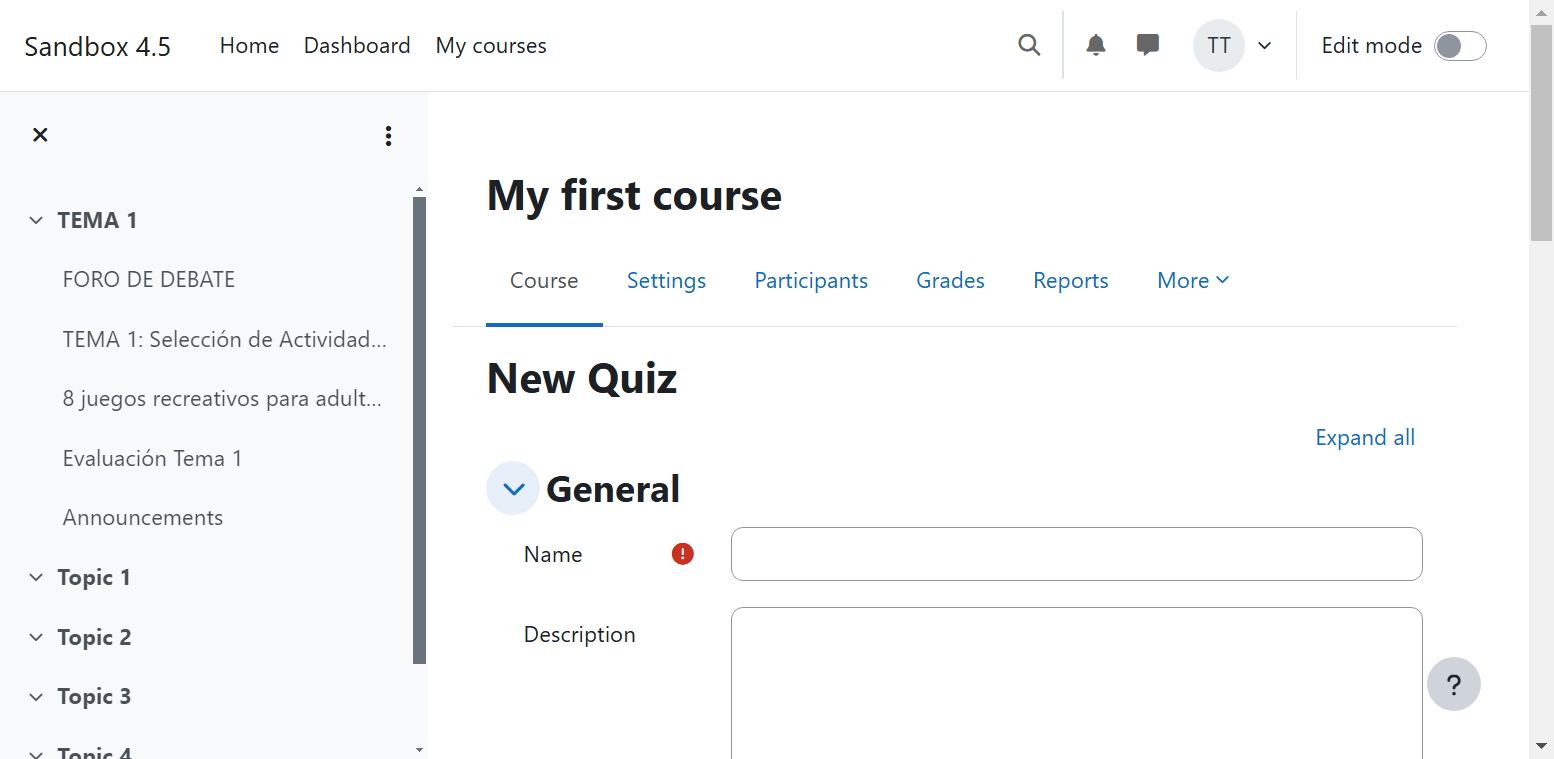 Sandbox 4.5 Home Dashboard My courses TT Edit mode
TEMA 1
FORO DE DEBATE
TEMA 1: Selección de Actividad...
8 juegos recreativos para adult...
Evaluación Tema 1
Announcements
Topic 1
Topic 2
Topic 3
Topic 4
My first course
Course Settings Participants Grades Reports More
New Quiz
Expand all
General
Name
Description
?